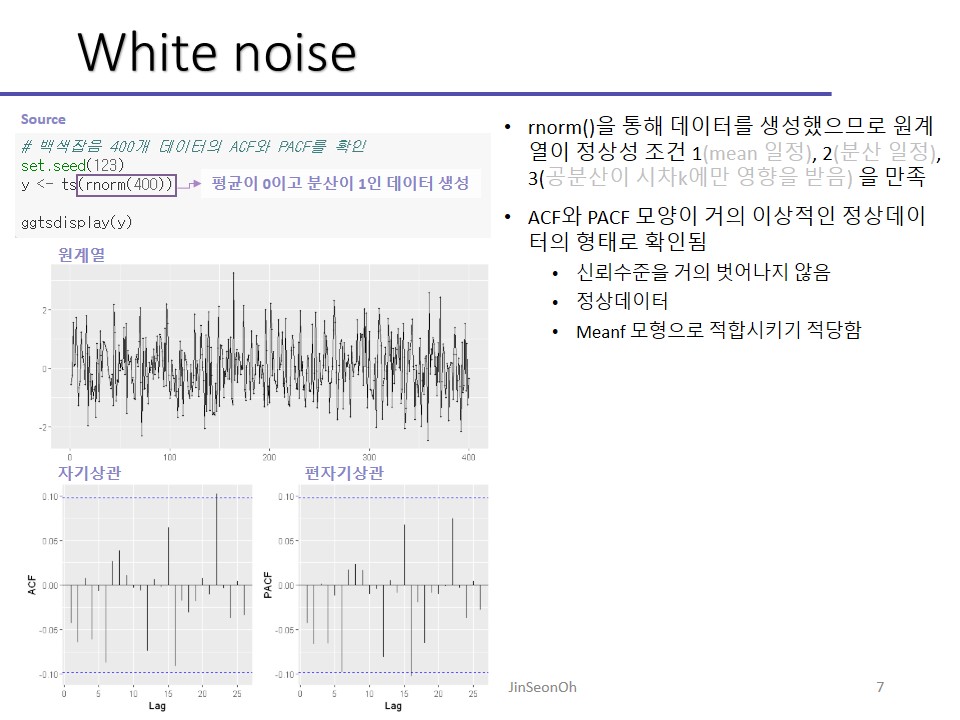 White noise
Source
# 백색잡음 400개 데이터의 ACF와 PACF를 확인
set.seed(123)
y <- ts(rnorm(400))
평균이 0이고 분산이 1인 데이터 생성
ggtsdisplay(y)
원계열
2
0
-2
0 100 200 300 400
자기상관
0.10
0.05
0.00
-0.05
-0.10
ACF
0 5 10 15 20 25
Lag
편자기상관
0.10
0.05
0.00
-0.05
-0.10
PACF
0 5 10 15 20 25
Lag
• rnorm()을 통해 데이터를 생성했으므로 원계
열이 정상성 조건 1(mean 일정), 2(분산 일정),
3(공분산이 시차k에만 영향을 받음) 을 만족
• ACF와 PACF 모양이 거의 이상적인 정상데이
터의 형태로 확인됨
• 신뢰수준을 거의 벗어나지 않음
• 정상데이터
• Meanf 모형으로 적합시키기 적당함
JinSeonOh
7